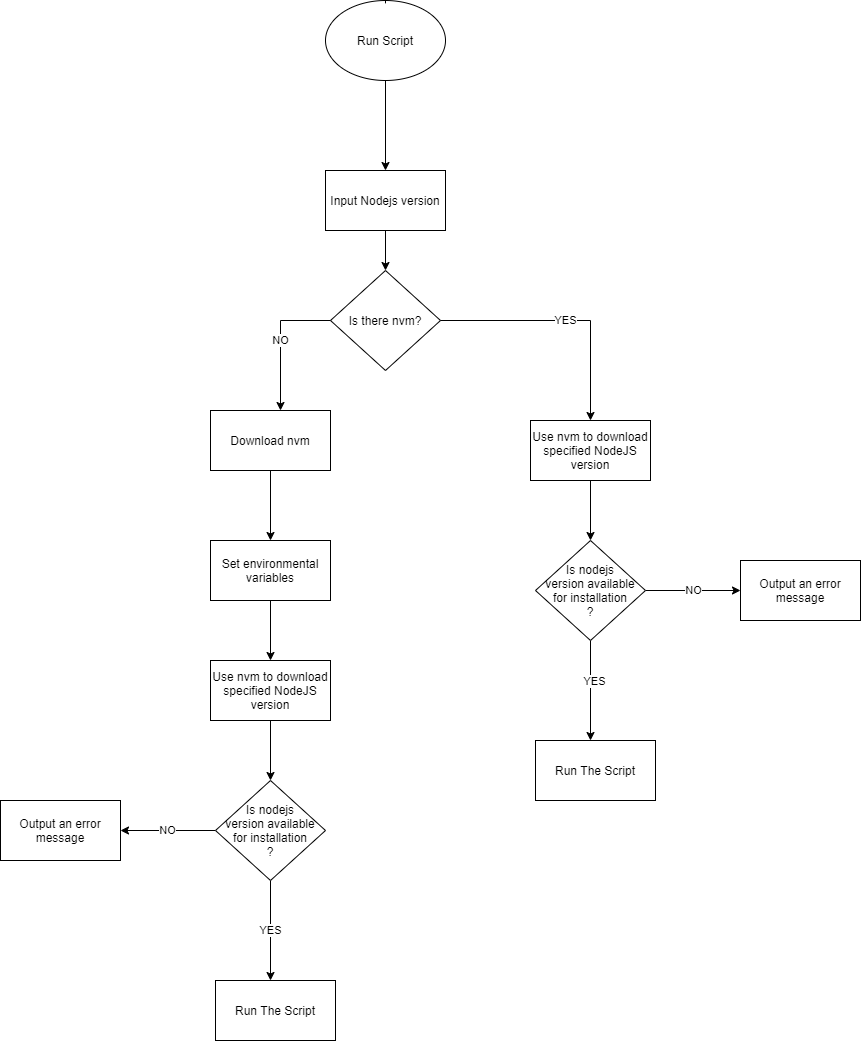 Run Script
Input Nodejs version
Is there nvm?
NO
YES
Download nvm
Use nvm to download
specified NodeJS
version
Set environmental
variables
Is nodejs
version available
for installation
?
NO
Output an error
message
YES
Use nvm to download
specified NodeJS
version
Run The Script
Is nodejs
version available
for installation
?
NO
Output an error
message
YES
Run The Script